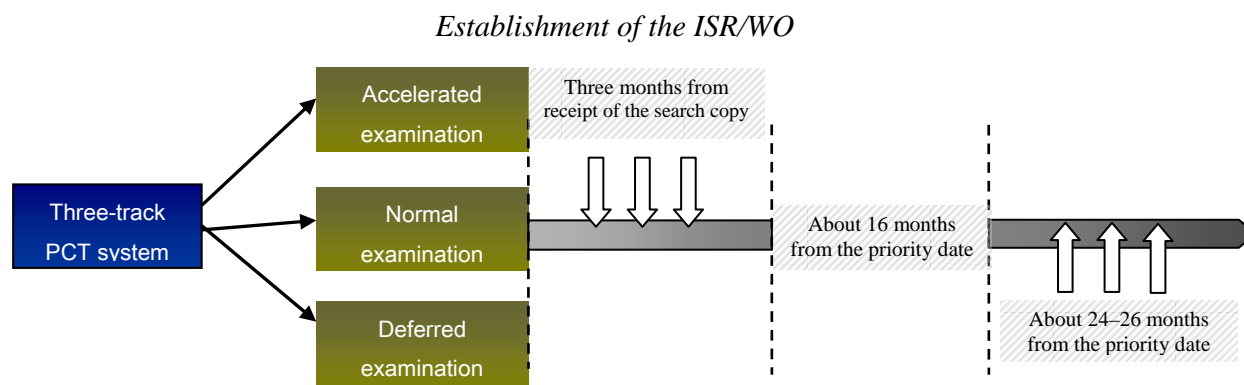 Establishment of the ISR/WO
Accelerated
examination
Three months from
receipt of the search copy
Three-track
PCT system
Normal
examination
About 16 months
from the priority date
Deferred
examination
About 24–26 months
from the priority date